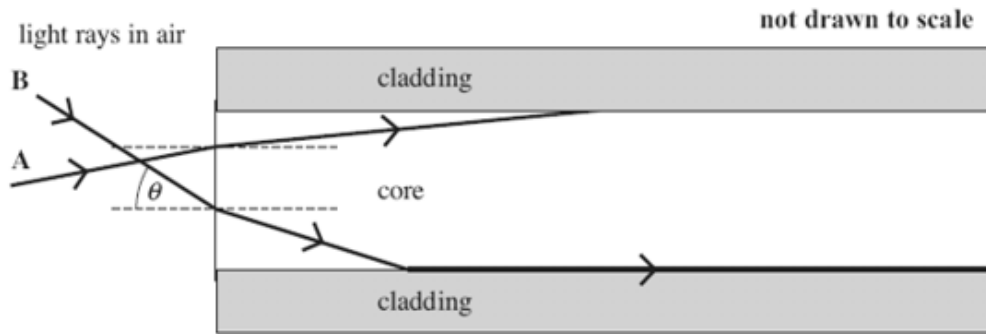 not drawn to scale
light rays in air
B
cladding
A
θ
core
cladding